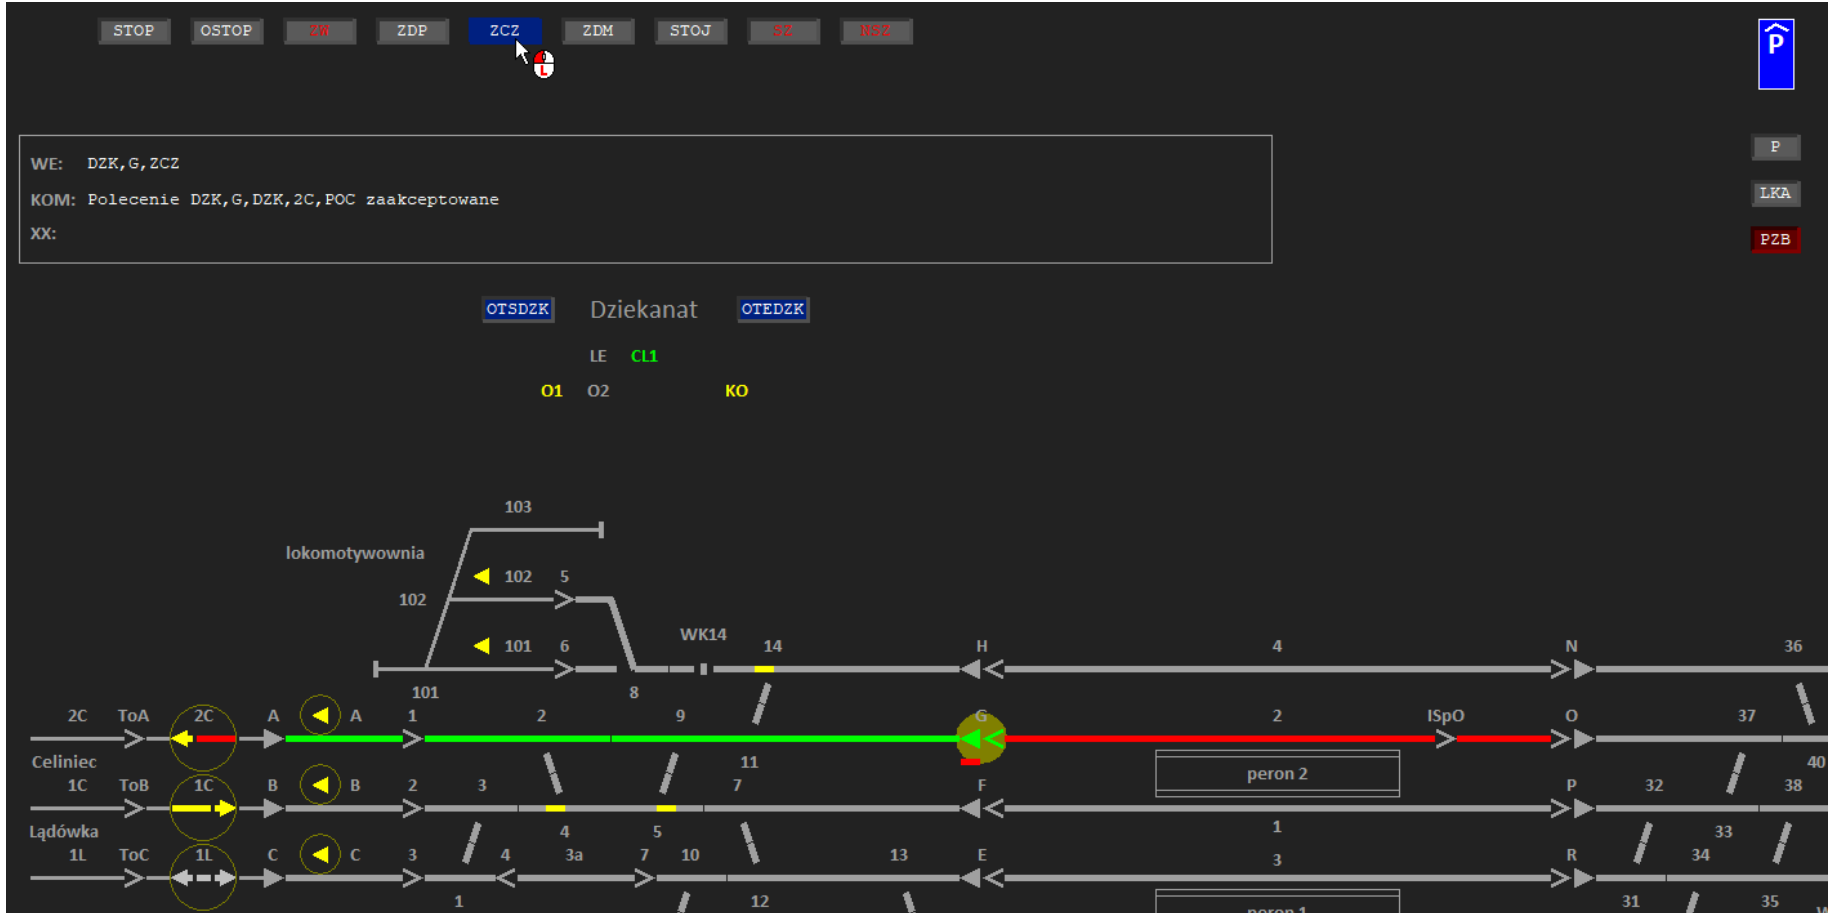 STOP OSTOP ZW ZDP ZCZ ZDM STOJ SZ NSZ
P
L
WE: DZK,G,ZCZ
P
KOM: Polecenie DZK,G,DZK,2C,POC zaakceptowane
LKA
XX:
PZB
OTSDZK Dziekanat OTEDZK
LE CL1
O1 O2 KO
103
lokomotywownia
102 5
102
WK14
101 6 14 H 4 N 36
101 8
2C ToA 2C A A 1 2 9 G 2 ISpO O 37
Celiniec 11 peron 2 40
1C ToB 1C B B 2 3 7 F P 32 38
Lądówka 4 5 1 33
1L ToC 1L C C 3 4 3a 7 10 13 E 3 R 34
1 12 peron 1 31 35